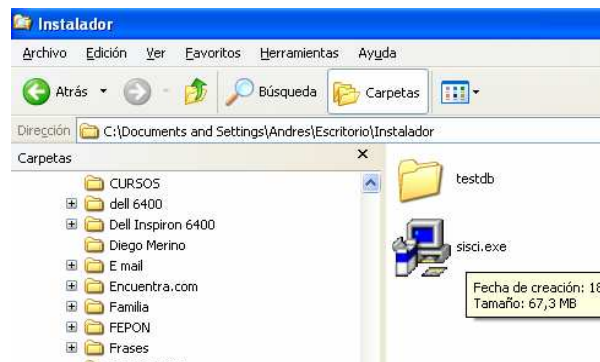 Instalador
Archivo Edición Ver Favoritos Herramientas Ayuda
Atrás Búsqueda Carpetas
Dirección C:\Documents and Settings\Andres\Escritorio\Instalador
Carpetas
CURSOS
dell 6400
Dell Inspiron 6400
Diego Merino
E mail
Encuentra.com
Familia
FEPON
Frases
testdb
sisci.exe
Fecha de creación: 18
Tamaño: 67,3 MB